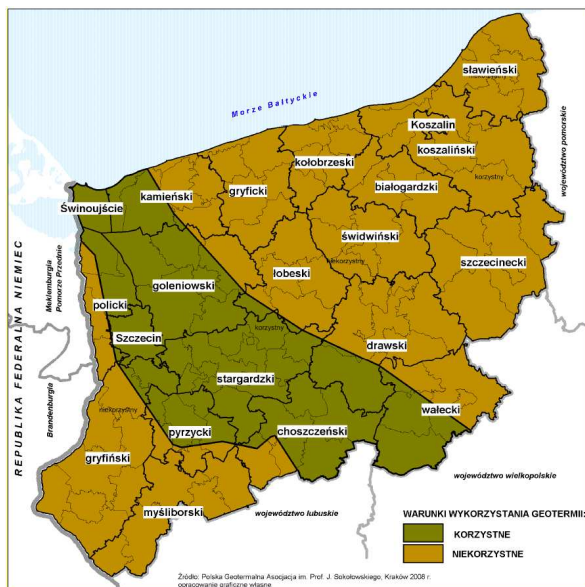 sławieński
niekorzystny
Morze Bałtyckie
Koszalin
koszaliński
kołobrzeski
województwo pomorskie
białogardzki
korzystny
kamieński
gryficki
Świnoujście
świdwiński
szczecinecki
niekorzystny
łobeski
goleniowski
Meklemburgia
Pomorze Przednie
policki
REPUBLIKA FEDERALNA NIEMIEC
korzystny
Szczecin
drawski
stargardzki
Brandenburgia
wałecki
niekorzystny
pyrzycki
choszczeński
gryfiński
województwo wielkopolskie
myśliborski
województwo lubuskie
WARUNKI WYKORZYSTANIA GEOTERMII:
KORZYSTNE
NIEKORZYSTNE
Źródło: Polska Geotermalna Asocjacja im. Prof. J. Sokołowskiego, Kraków 2008 r.
opracowanie graficzne własne